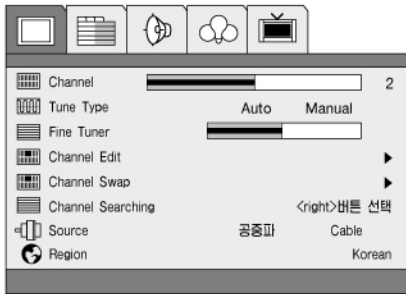 Channel 2
Tune Type Auto Manual
Fine Tuner
Channel Edit
Channel Swap
Channel Searching <right>버튼 선택
Source 공중파 Cable
Region Korean